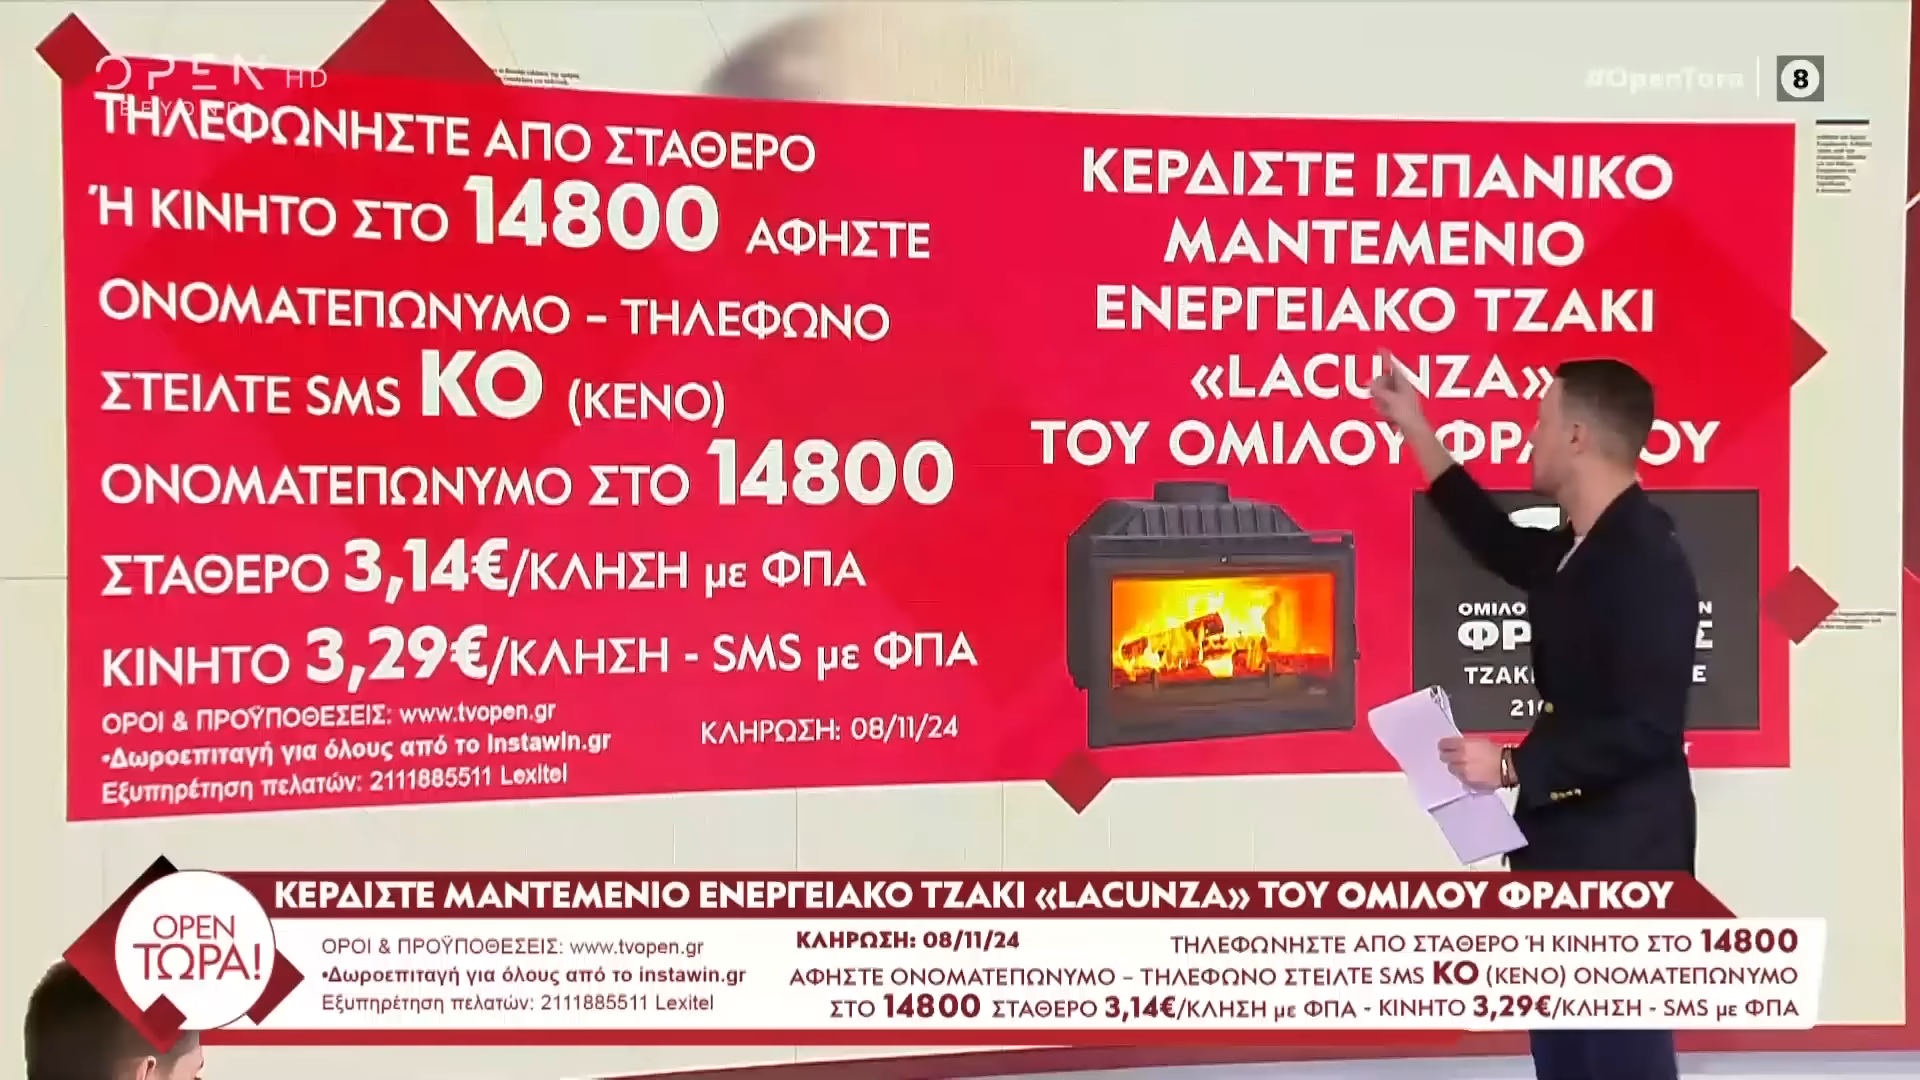 OPEN HD
BEYOND
#OpenTora
8
ΤΗΛΕΦΩΝΗΣΤΕ ΑΠΟ ΣΤΑΘΕΡΟ
Ή ΚΙΝΗΤΟ ΣΤΟ 14800 ΑΦΗΣΤΕ
ΟΝΟΜΑΤΕΠΩΝΥΜΟ – ΤΗΛΕΦΩΝΟ
ΣΤΕΙΛΤΕ SMS ΚΟ (ΚΕΝΟ)
ΟΝΟΜΑΤΕΠΩΝΥΜΟ ΣΤΟ 14800
ΣΤΑΘΕΡΟ 3,14€/ΚΛΗΣΗ με ΦΠΑ
ΚΙΝΗΤΟ 3,29€/ΚΛΗΣΗ - SMS με ΦΠΑ
ΟΡΟΙ & ΠΡΟΫΠΟΘΕΣΕΙΣ: www.tvopen.gr
•Δωροεπιταγή για όλους από το instawin.gr
Εξυπηρέτηση πελατών: 2111885511 Lexitel
ΚΛΗΡΩΣΗ: 08/11/24
ΚΕΡΔΙΣΤΕ ΙΣΠΑΝΙΚΟ
ΜΑΝΤΕΜΕΝΙΟ
ΕΝΕΡΓΕΙΑΚΟ ΤΖΑΚΙ
«LACUNZA»
ΤΟΥ ΟΜΙΛΟΥ
ΚΕΡΔΙΣΤΕ ΜΑΝΤΕΜΕΝΙΟ ΕΝΕΡΓΕΙΑΚΟ ΤΖΑΚΙ «LACUNZA» ΤΟΥ ΟΜΙΛΟΥ ΦΡΑΓΚΟΥ
OPEN
ΤΩΡΑ!
ΟΡΟΙ & ΠΡΟΫΠΟΘΕΣΕΙΣ: www.tvopen.gr
•Δωροεπιταγή για όλους από το instawin.gr
Εξυπηρέτηση πελατών: 2111885511 Lexitel
ΚΛΗΡΩΣΗ: 08/11/24 ΤΗΛΕΦΩΝΗΣΤΕ ΑΠΟ ΣΤΑΘΕΡΟ Ή ΚΙΝΗΤΟ ΣΤΟ 14800
ΑΦΗΣΤΕ ΟΝΟΜΑΤΕΠΩΝΥΜΟ – ΤΗΛΕΦΩΝΟ ΣΤΕΙΛΤΕ SMS ΚΟ (ΚΕΝΟ) ΟΝΟΜΑΤΕΠΩΝΥΜΟ
ΣΤΟ 14800 ΣΤΑΘΕΡΟ 3,14€/ΚΛΗΣΗ με ΦΠΑ - ΚΙΝΗΤΟ 3,29€/ΚΛΗΣΗ - SMS με ΦΠΑ